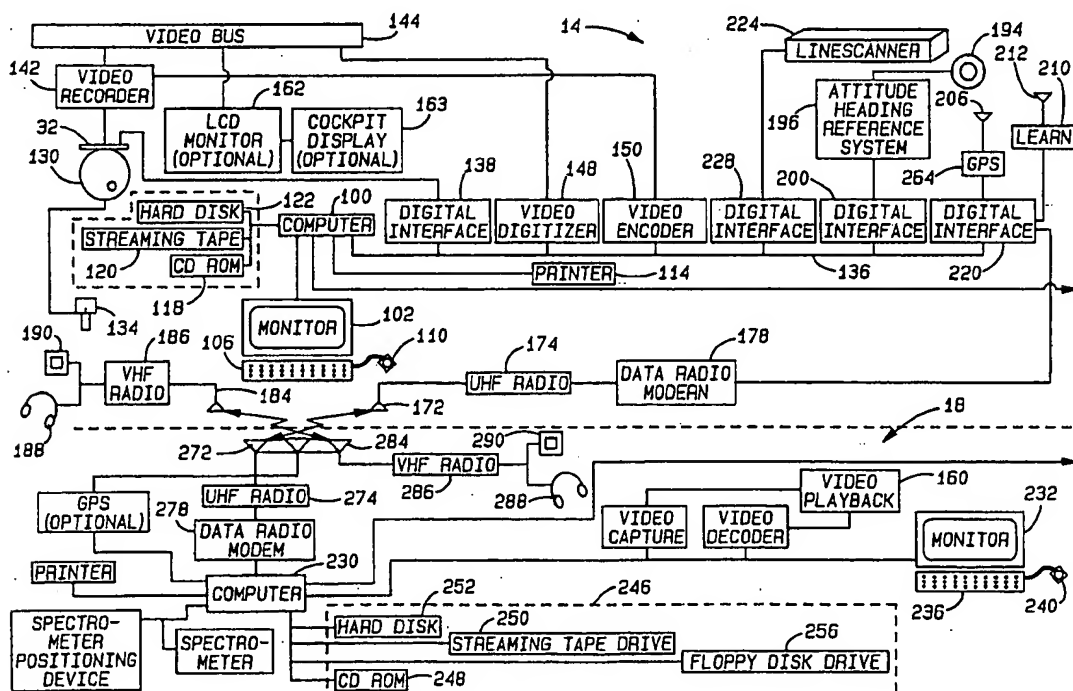 VIDEO BUS
144
14
224
LINESCANNER
194
212
210
142
VIDEO
RECORDER
162
163
LCD
MONITOR
(OPTIONAL)
COCKPIT
DISPLAY
(OPTIONAL)
196
ATTITUDE
HEADING
REFERENCE
SYSTEM
206
LEARN
32
130
138
148
150
228
200
GPS
264
122
HARD DISK
100
STREAMING TAPE
COMPUTER
DIGITAL
INTERFACE
VIDEO
DIGITIZER
VIDEO
ENCODER
DIGITAL
INTERFACE
DIGITAL
INTERFACE
DIGITAL
INTERFACE
120
CD ROM
118
PRINTER
114
136
220
134
MONITOR
102
190
186
VHF
RADIO
106
110
174
178
UHF RADIO
DATA RADIO
MODERN
184
172
188
18
272
284
290
VHF RADIO
286
288
GPS
(OPTIONAL)
UHF RADIO
274
278
DATA RADIO
MODEM
VIDEO
PLAYBACK
160
232
VIDEO
CAPTURE
VIDEO
DECODER
MONITOR
PRINTER
230
COMPUTER
236
240
246
252
HARD DISK
250
STREAMING TAPE DRIVE
256
FLOPPY DISK DRIVE
CD ROM
248
SPECTRO-
METER
POSITIONING
DEVICE
SPECTRO-
METER